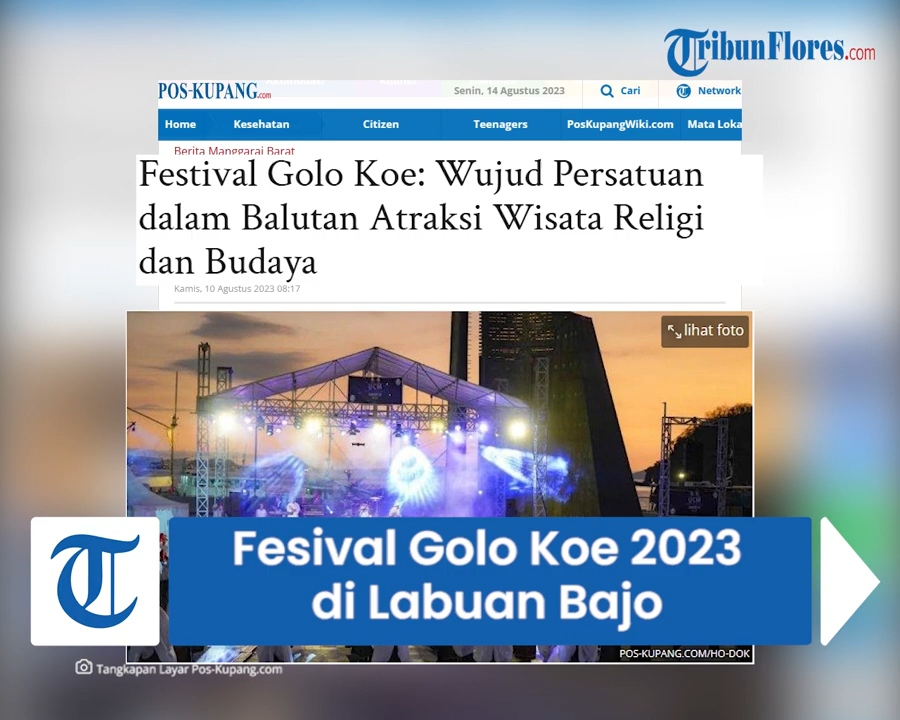 TribunFlores.com
POS-KUPANG.com
Senin, 14 Agustus 2023
Cari
Network
Home
Kesehatan
Citizen
Teenagers
PosKupangWiki.com
Mata Loka
Berita Manggarai Barat
Festival Golo Koe: Wujud Persatuan
dalam Balutan Atraksi Wisata Religi
dan Budaya
Kamis, 10 Agustus 2023 08:17
lihat foto
Fesival Golo Koe 2023
di Labuan Bajo
POS-KUPANG.COM/HO-DOK
Tangkapan Layar Pos-Kupang.com